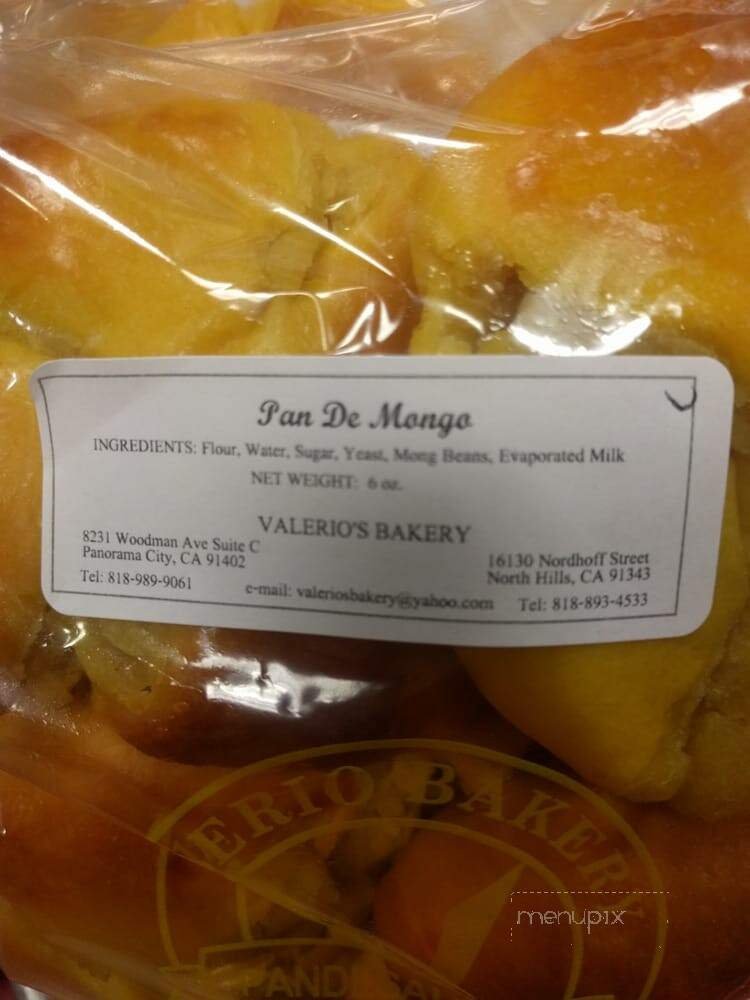 Pan De Mongo
INGREDIENTS: Flour, Water, Sugar, Yeast, Mong Beans, Evaporated Milk
NET WEIGHT: 6 oz.
VALERIO'S BAKERY
8231 Woodman Ave Suite C
Panorama City, CA 91402
Tel: 818-989-9061
e-mail: valeriosbakery@yahoo.com
16130 Nordhoff Street
North Hills, CA 91343
Tel: 818-893-4533
ERIO BAKERY
PANDESAL
menupix